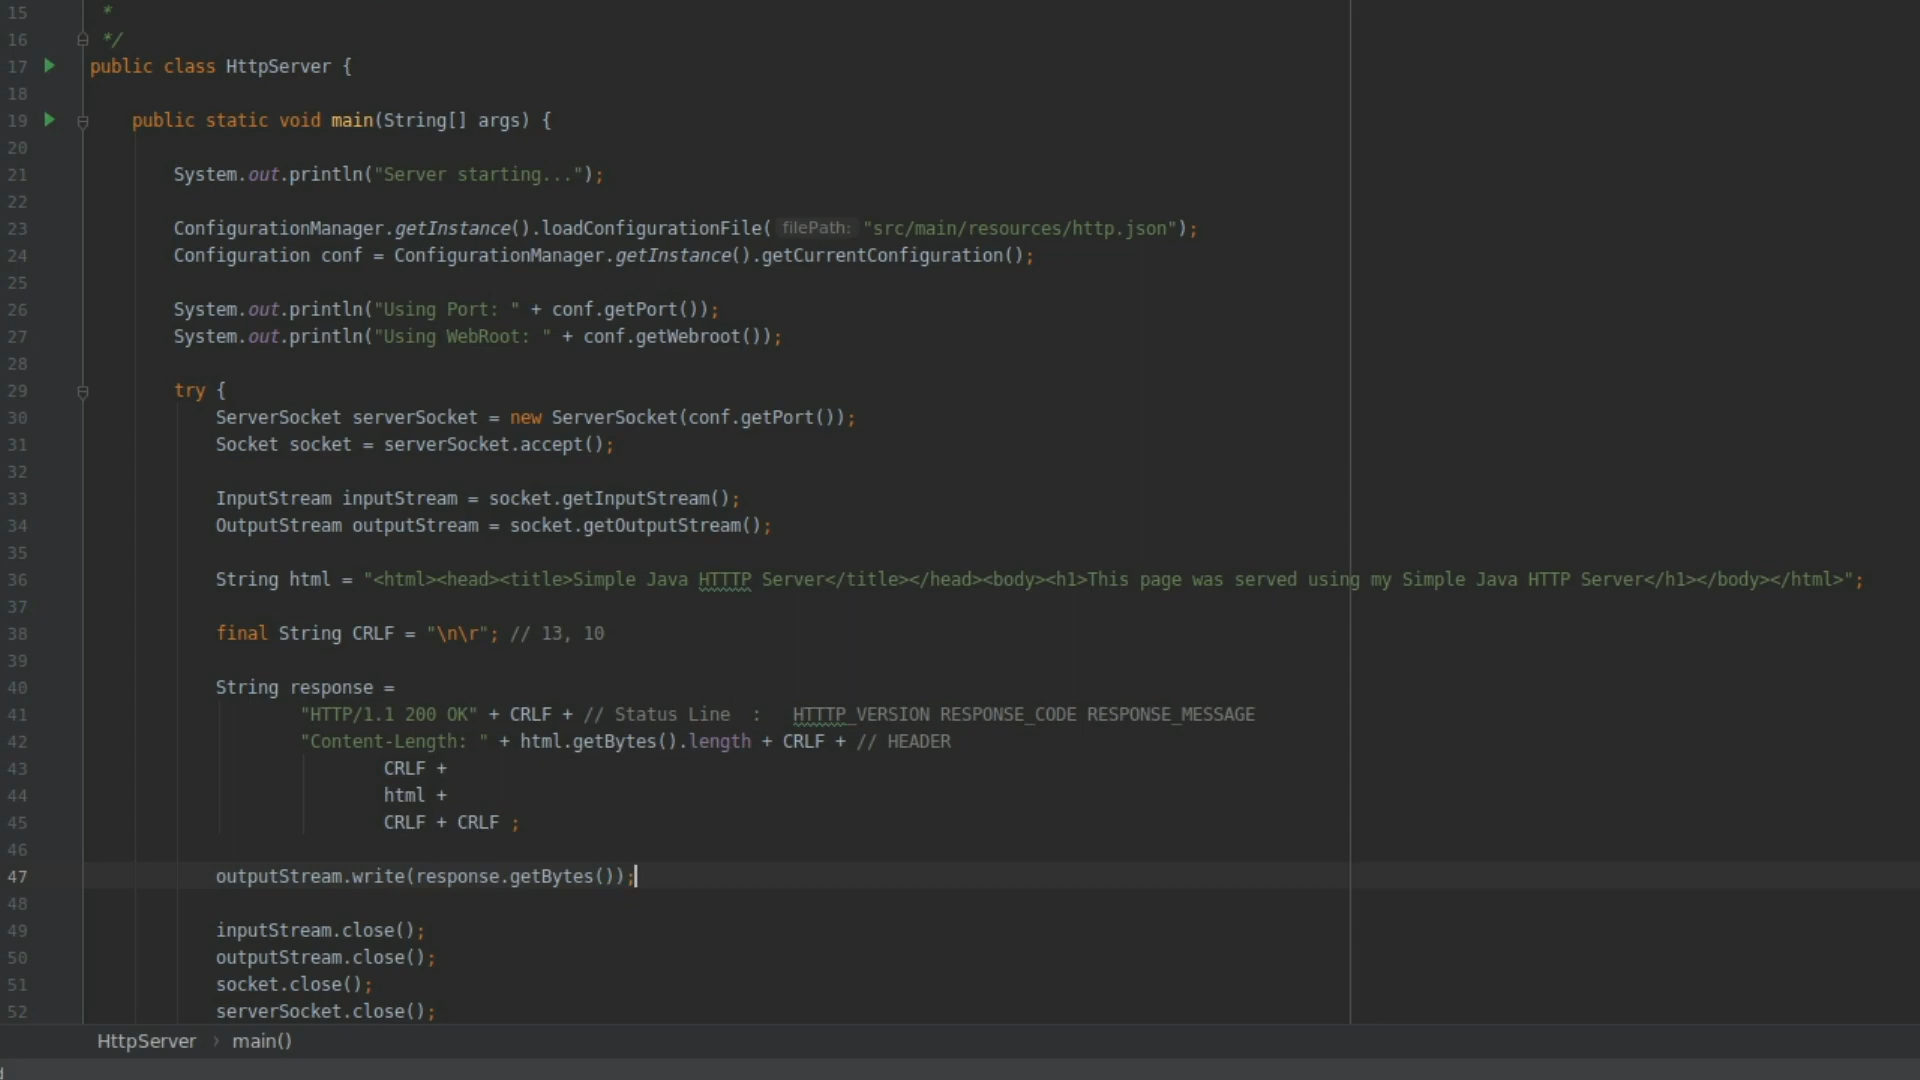 15 *
16 */
17 public class HttpServer {
18
19 public static void main(String[] args) {
20
21 System.out.println("Server starting...");
22
23 ConfigurationManager.getInstance().loadConfigurationFile( filePath: "src/main/resources/http.json");
24 Configuration conf = ConfigurationManager.getInstance().getCurrentConfiguration();
25
26 System.out.println("Using Port: " + conf.getPort());
27 System.out.println("Using WebRoot: " + conf.getWebroot());
28
29 try {
30 ServerSocket serverSocket = new ServerSocket(conf.getPort());
31 Socket socket = serverSocket.accept();
32
33 InputStream inputStream = socket.getInputStream();
34 OutputStream outputStream = socket.getOutputStream();
35
36 String html = "<html><head><title>Simple Java HTTTP Server</title></head><body><h1>This page was served using my Simple Java HTTP Server</h1></body></html>";
37
38 final String CRLF = "\n\r"; // 13, 10
39
40 String response =
41 "HTTP/1.1 200 OK" + CRLF + // Status Line : HTTTP_VERSION RESPONSE_CODE RESPONSE_MESSAGE
42 "Content-Length: " + html.getBytes().length + CRLF + // HEADER
43 CRLF +
44 html +
45 CRLF + CRLF ;
46
47 outputStream.write(response.getBytes());
48
49 inputStream.close();
50 outputStream.close();
51 socket.close();
52 serverSocket.close();
HttpServer › main()